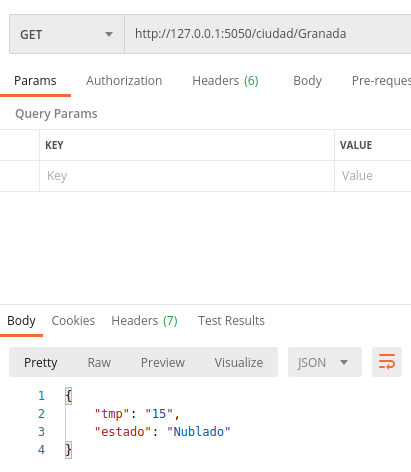 GET http://127.0.0.1:5050/ciudad/Granada
Params Authorization Headers (6) Body Pre-reques
Query Params
KEY VALUE
Key Value
Body Cookies Headers (7) Test Results
Pretty Raw Preview Visualize JSON
1 {
2 "tmp": "15",
3 "estado": "Nublado"
4 }